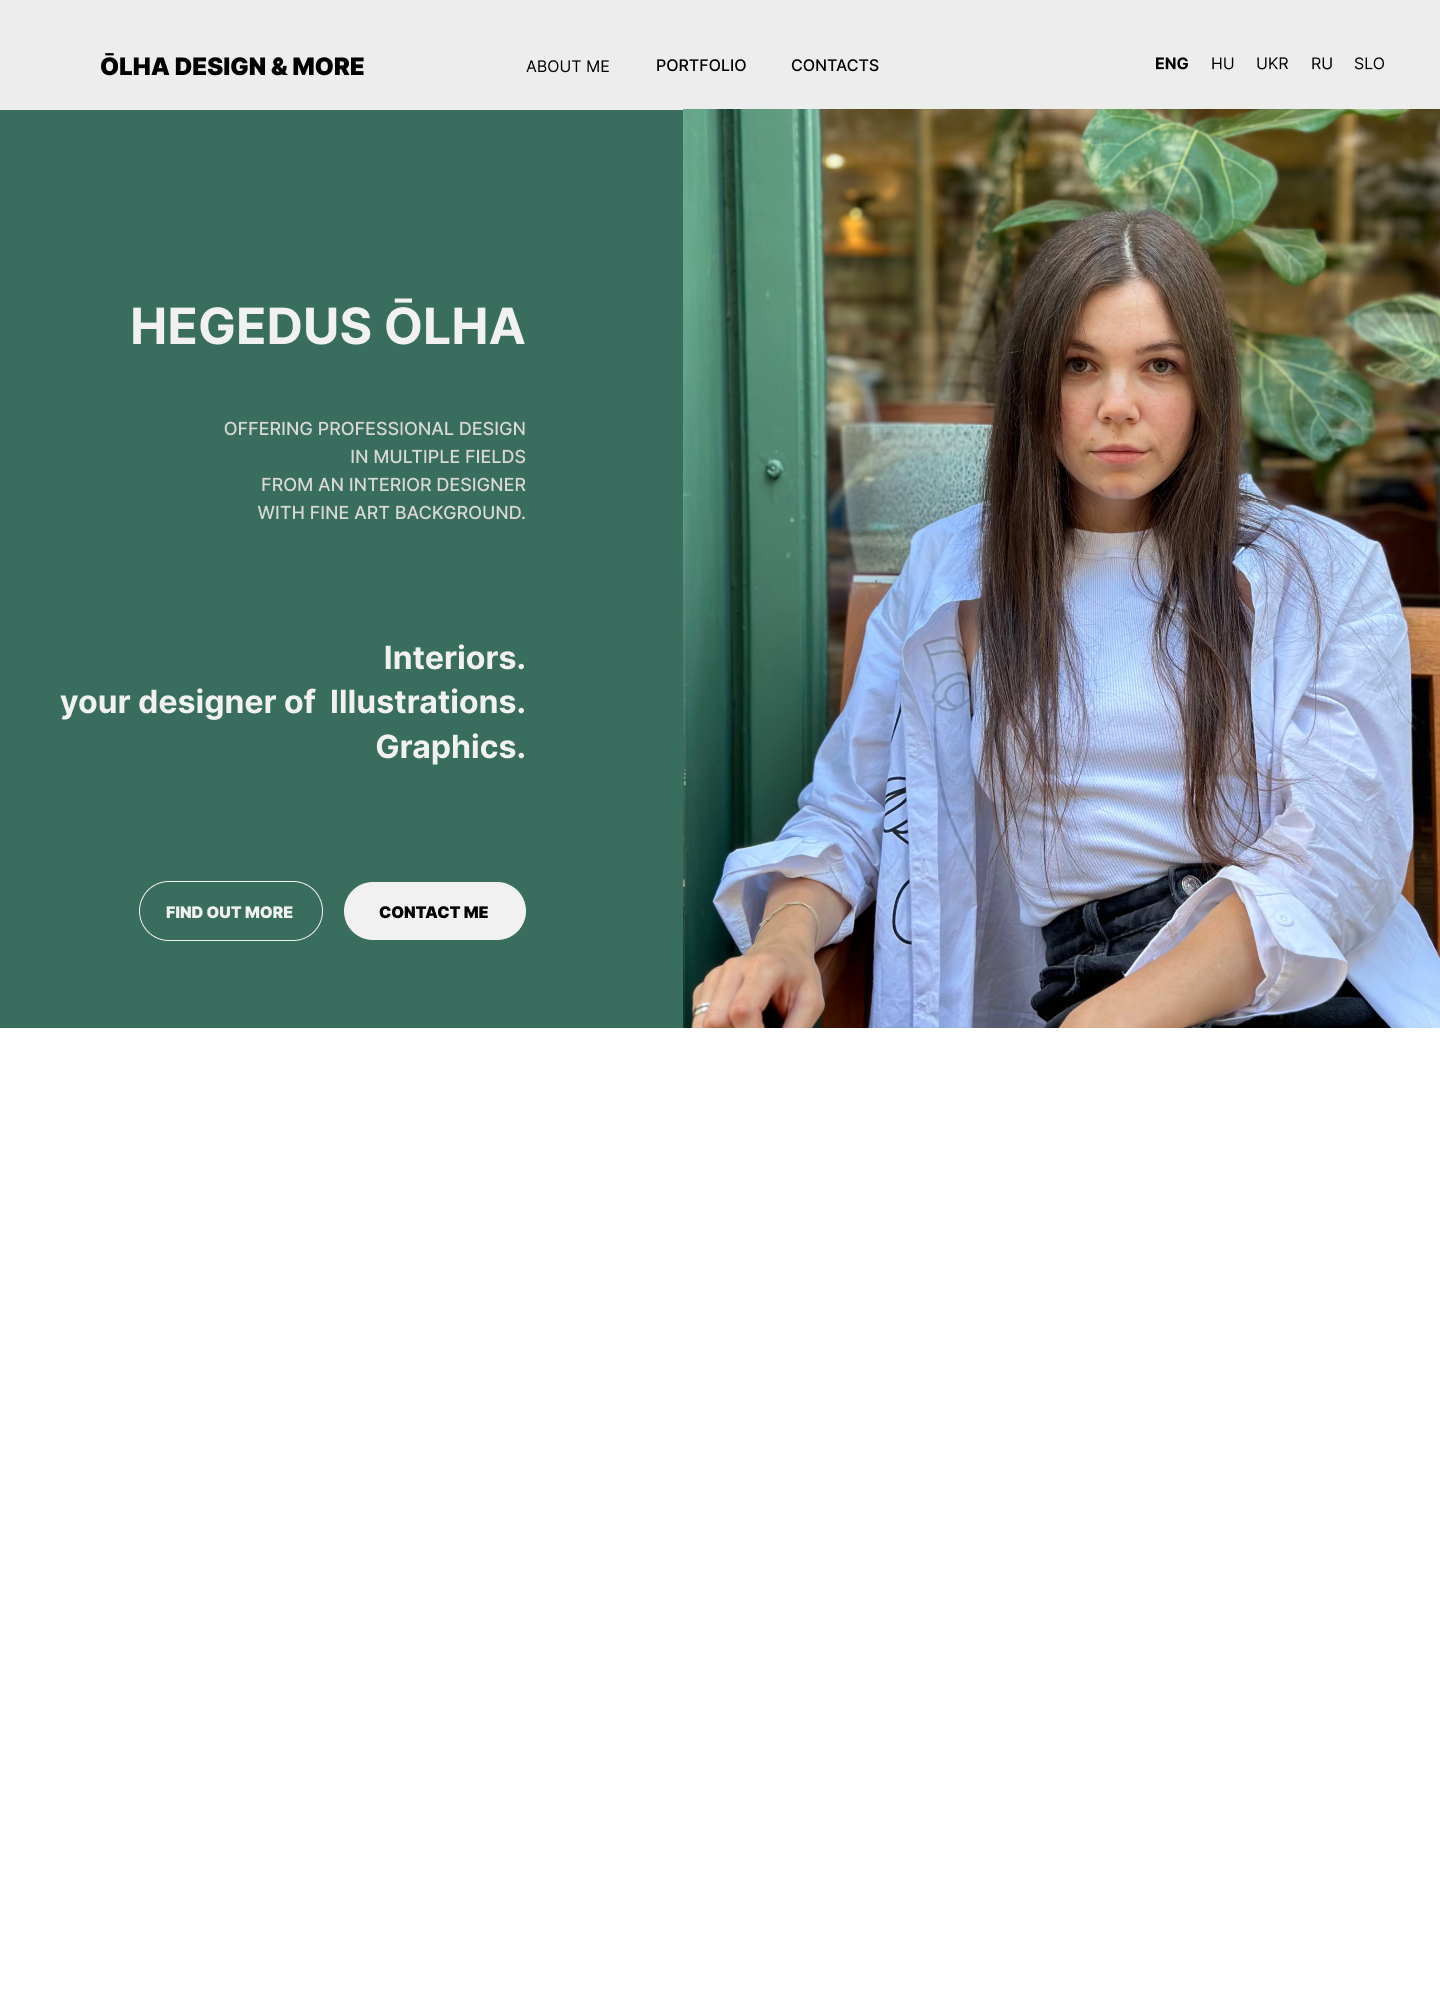 ŌLHA DESIGN & MORE
ABOUT ME
PORTFOLIO
CONTACTS
ENG
HU
UKR
RU
SLO
HEGEDUS ŌLHA
OFFERING PROFESSIONAL DESIGN
IN MULTIPLE FIELDS
FROM AN INTERIOR DESIGNER
WITH FINE ART BACKGROUND.
Interiors.
your designer of Illustrations.
Graphics.
FIND OUT MORE
CONTACT ME